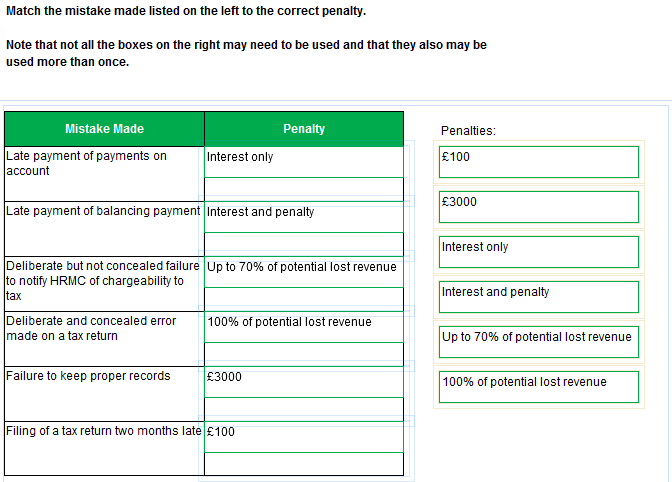 Match the mistake made listed on the left to the correct penalty.
Note that not all the boxes on the right may need to be used and that they also may be
used more than once.
Mistake Made
Penalty
Late payment of payments on
account
Interest only
Late payment of balancing payment
Interest and penalty
Deliberate but not concealed failure
to notify HRMC of chargeability to
tax
Up to 70% of potential lost revenue
Deliberate and concealed error
made on a tax return
100% of potential lost revenue
Failure to keep proper records
£3000
Filing of a tax return two months late
£100
Penalties:
£100
£3000
Interest only
Interest and penalty
Up to 70% of potential lost revenue
100% of potential lost revenue